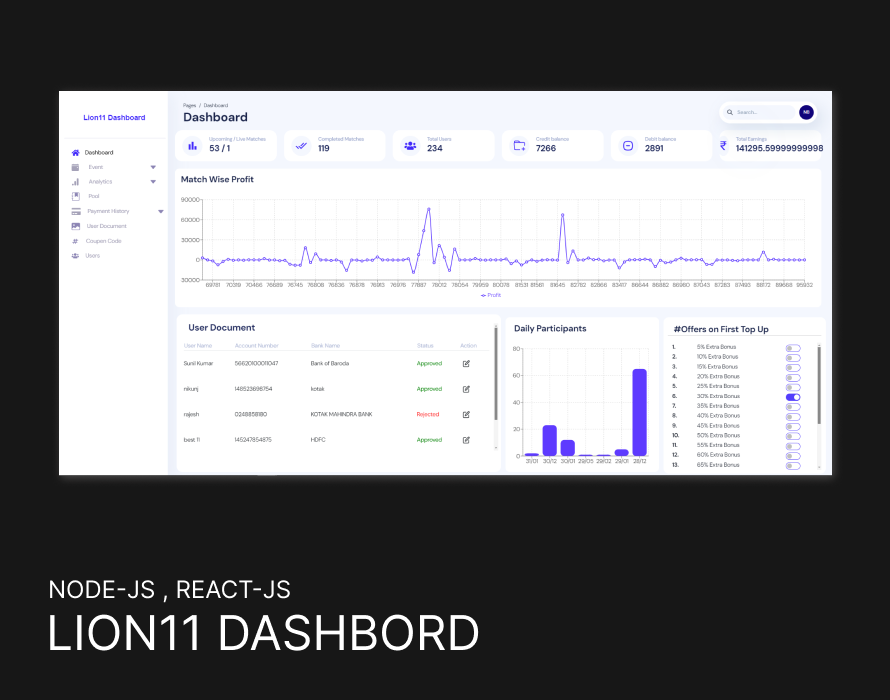 Lion11 Dashboard
Dashboard
Event
Analytics
Pool
Payment History
User Document
# Coupon Code
Users
Pages / Dashboard
Dashboard
Search...
NB
Upcoming / Live Matches
53 / 1
Completed Matches
119
Total Users
234
Credit balance
7266
Debit balance
2891
Total Earnings
₹ 141295.59999999998
Match Wise Profit
90000
60000
30000
0
30000
69781 70319 70466 76689 76745 76808 76836 76878 76393 76976 77887 78012 78054 79959 80078 81531 81581 81645 82782 82866 83441 86644 86882 86980 87043 87283 87493 88172 89668 95932
Profit
User Document
User Name Account Number Bank Name Status Action
Sunil Kumar 56620100011047 Bank of Baroda Approved
nikunj 148523698754 kotak Approved
rajesh 0248858180 KOTAK MAHINDRA BANK Rejected
best 11 145247854875 HDFC Approved
Daily Participants
80
60
40
20
0
31/01 30/12 30/01 29/05 29/02 29/01 28/12
#Offers on First Top Up
1. 5% Extra Bonus
2. 10% Extra Bonus
3. 15% Extra Bonus
4. 20% Extra Bonus
5. 25% Extra Bonus
6. 30% Extra Bonus
7. 35% Extra Bonus
8. 40% Extra Bonus
9. 45% Extra Bonus
10. 50% Extra Bonus
11. 55% Extra Bonus
12. 60% Extra Bonus
13. 65% Extra Bonus
NODE-JS , REACT-JS
LION11 DASHBORD